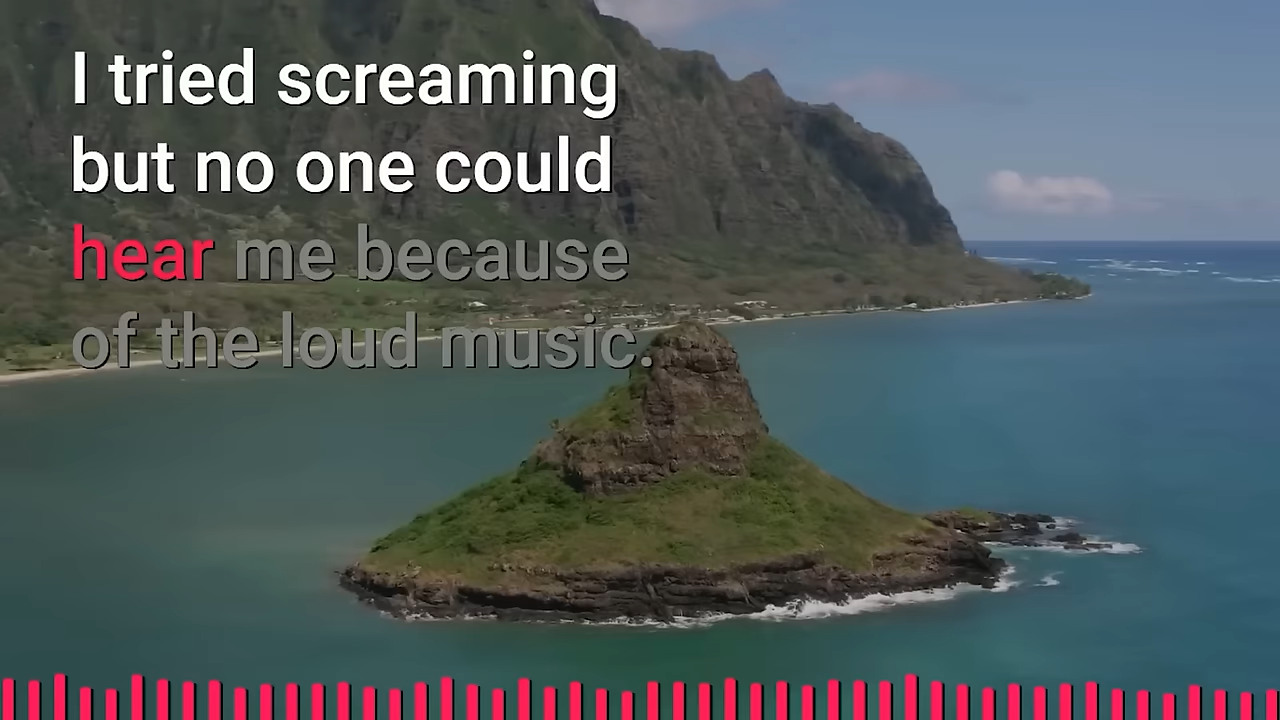 I tried screaming
but no one could
hear me because
of the loud music.